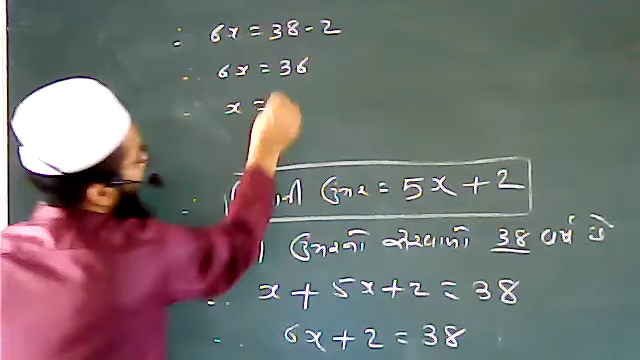 ∴ 6x = 38 - 2
∴ 6x = 36
∴ x =
ની ઉંમર = 5x + 2
ઉંમરનો સરવાળો 38 વર્ષ છે
∴ x + 5x + 2 = 38
∴ 6x + 2 = 38